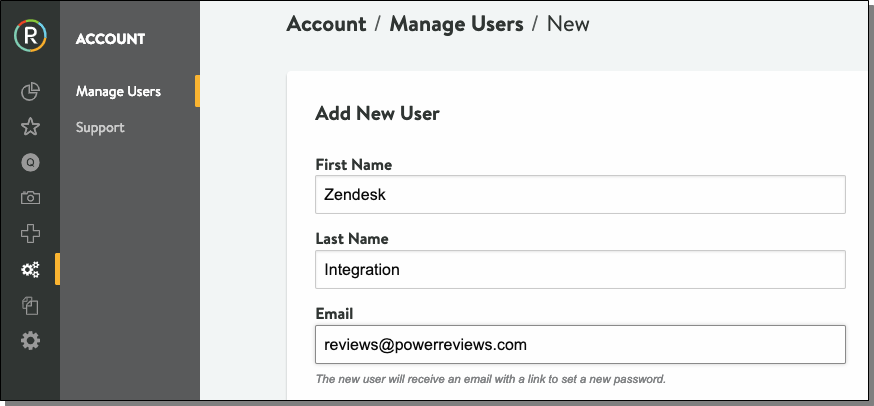 R
ACCOUNT
Manage Users
Support
Q
Account / Manage Users / New
Add New User
First Name
Zendesk
Last Name
Integration
Email
reviews@powerreviews.com
The new user will receive an email with a link to set a new password.